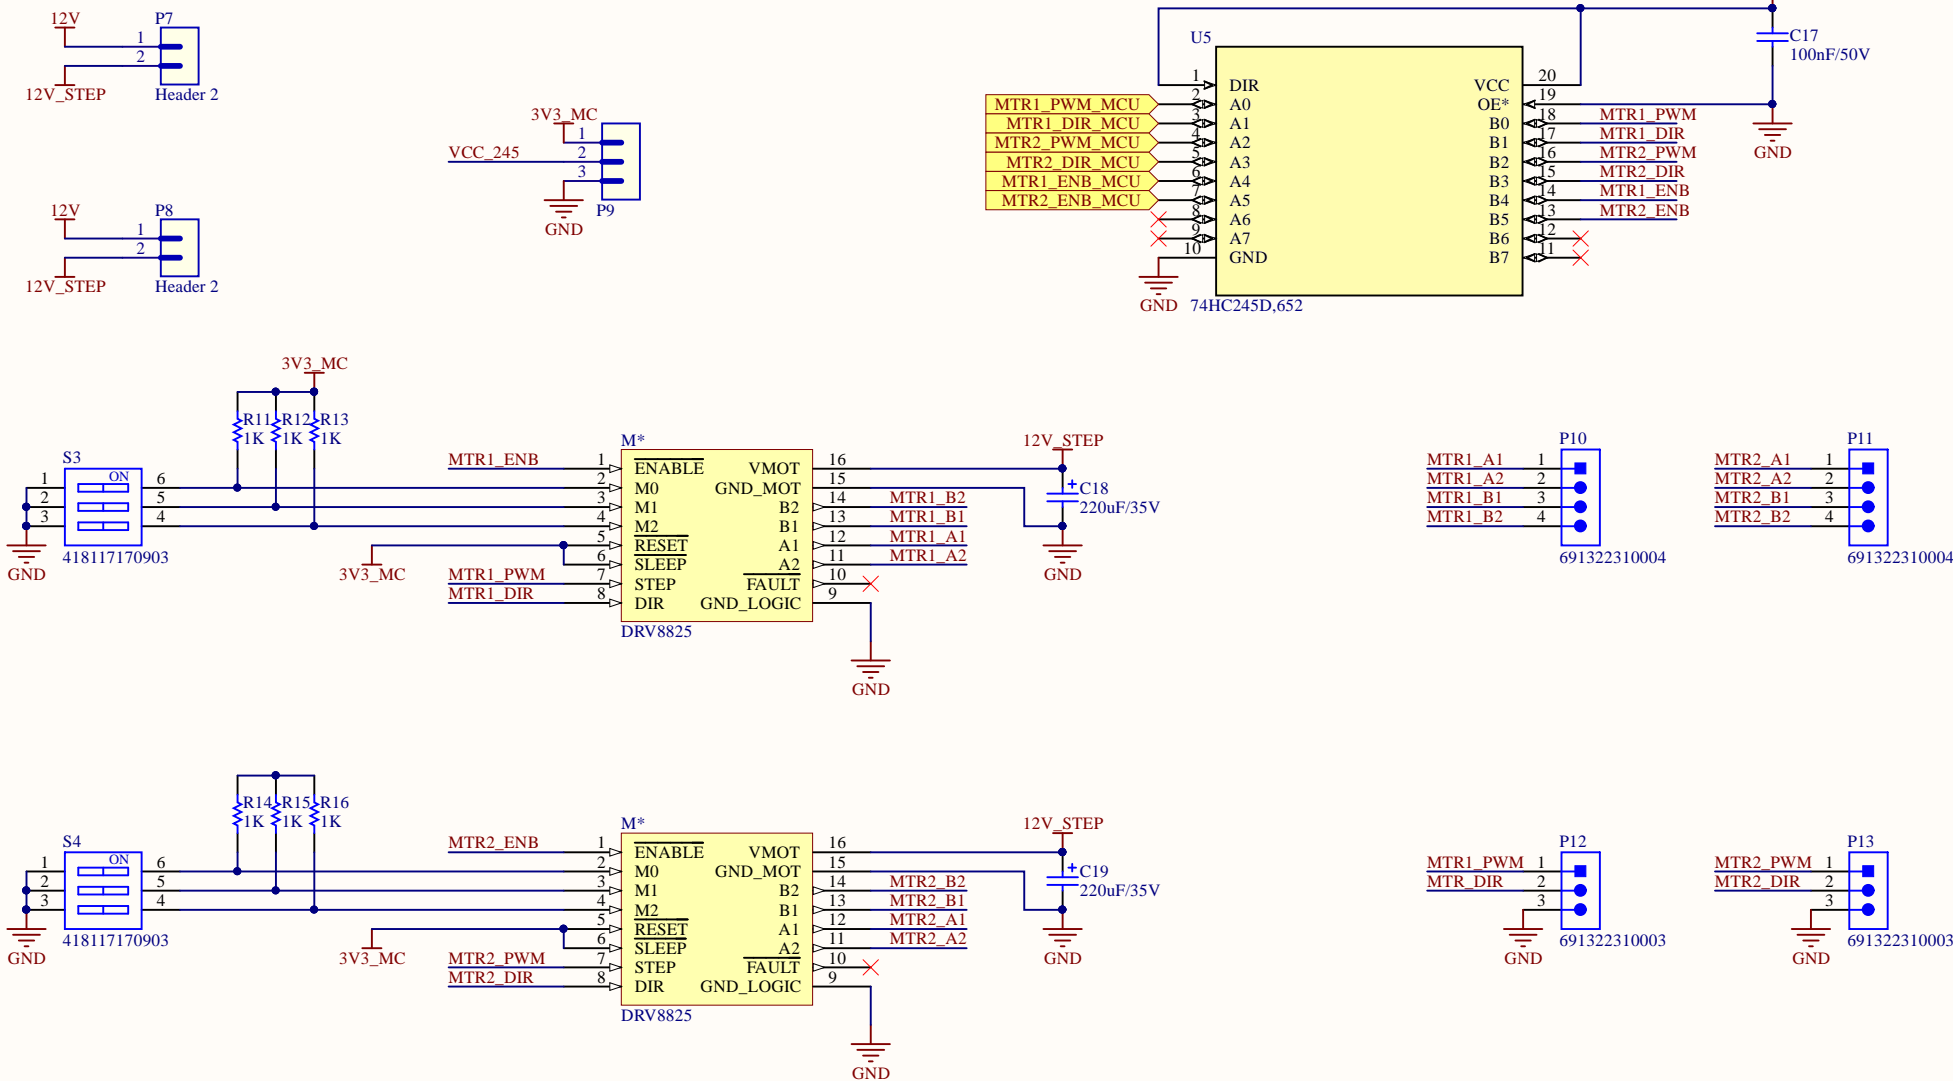 12V
P7
1
2
12V_STEP
Header 2
3V3_MC
1
VCC_245
2
3
P9
GND
12V
P8
1
2
12V_STEP
Header 2
U5
C17
100nF/50V
1
DIR
VCC
20
MTR1_PWM_MCU
2
A0
OE*
19
MTR1_DIR_MCU
3
A1
B0
18
MTR1_PWM
MTR2_PWM_MCU
4
A2
B1
17
MTR1_DIR
MTR2_DIR_MCU
5
A3
B2
16
MTR2_PWM
MTR1_ENB_MCU
6
A4
B3
15
MTR2_DIR
MTR2_ENB_MCU
7
A5
B4
14
MTR1_ENB
8
A6
B5
13
MTR2_ENB
9
A7
B6
12
10
GND
B7
11
GND
GND
74HC245D,652
3V3_MC
R11
1K
R12
1K
R13
1K
S3
ON
1
2
3
6
5
4
418117170903
GND
3V3_MC
M*
MTR1_ENB
1
ENABLE
VMOT
16
2
M0
GND_MOT
15
3
M1
B2
14
MTR1_B2
4
M2
B1
13
MTR1_B1
5
RESET
A1
12
MTR1_A1
6
SLEEP
A2
11
MTR1_A2
MTR1_PWM
7
STEP
FAULT
10
MTR1_DIR
8
DIR
GND_LOGIC
9
DRV8825
GND
12V_STEP
+
C18
220uF/35V
GND
P10
MTR1_A1
1
MTR1_A2
2
MTR1_B1
3
MTR1_B2
4
691322310004
P11
MTR2_A1
1
MTR2_A2
2
MTR2_B1
3
MTR2_B2
4
691322310004
R14
1K
R15
1K
R16
1K
S4
ON
1
2
3
6
5
4
418117170903
GND
3V3_MC
M*
MTR2_ENB
1
ENABLE
VMOT
16
2
M0
GND_MOT
15
3
M1
B2
14
MTR2_B2
4
M2
B1
13
MTR2_B1
5
RESET
A1
12
MTR2_A1
6
SLEEP
A2
11
MTR2_A2
MTR2_PWM
7
STEP
FAULT
10
MTR2_DIR
8
DIR
GND_LOGIC
9
DRV8825
GND
12V_STEP
+
C19
220uF/35V
GND
P12
MTR1_PWM
1
MTR_DIR
2
3
691322310003
GND
P13
MTR2_PWM
1
MTR2_DIR
2
3
691322310003
GND